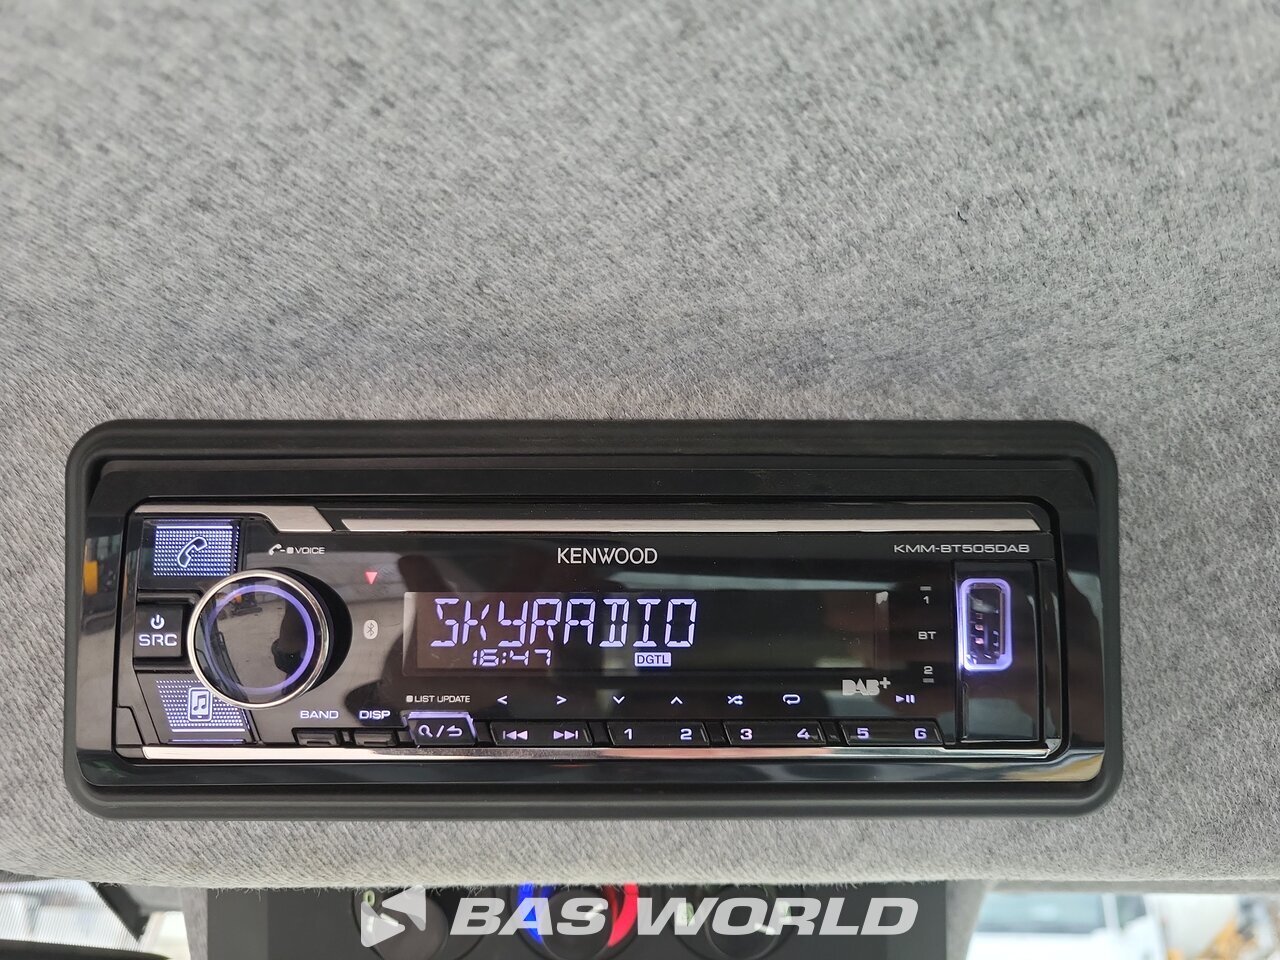 VOICE
KENWOOD
KMM-BT505DAB
SRC
SKYRADIO
16:47 DGTL
1
BT
2
DAB+
LIST UPDATE
BAND DISP
1 2 3 4 5 6
BAS WORLD